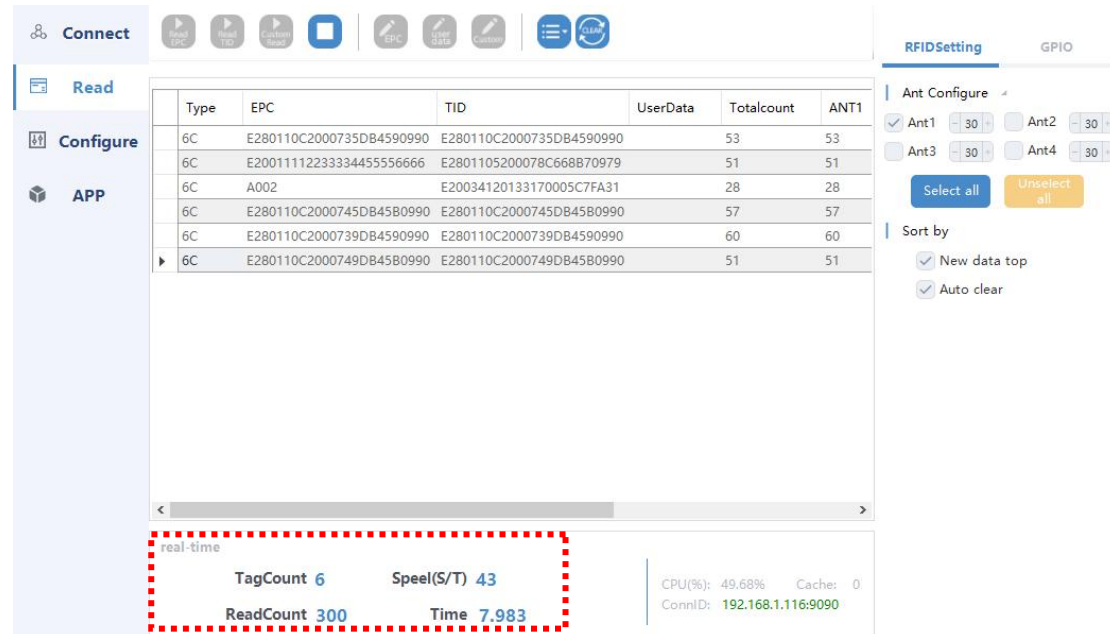 Connect
Read EPC
Read TID
Custom Read
EPC
user data
Custom
CLEAR
RFIDSetting GPIO
Read
Configure
APP
Type EPC TID UserData Totalcount ANT1
6C E280110C2000735DB4590990 E280110C2000735DB4590990 53 53
6C E20011112233334455556666 E2801105200078C668B70979 51 51
6C A002 E20034120133170005C7FA31 28 28
6C E280110C2000745DB45B0990 E280110C2000745DB45B0990 57 57
6C E280110C2000739DB4590990 E280110C2000739DB4590990 60 60
6C E280110C2000749DB45B0990 E280110C2000749DB45B0990 51 51
Ant Configure
Ant1 - 30 + Ant2 - 30 +
Ant3 - 30 + Ant4 - 30 +
Select all Unselect all
Sort by
New data top
Auto clear
real-time
TagCount 6 Speel(S/T) 43
ReadCount 300 Time 7.983
CPU(%): 49.68% Cache: 0
ConnID: 192.168.1.116:9090